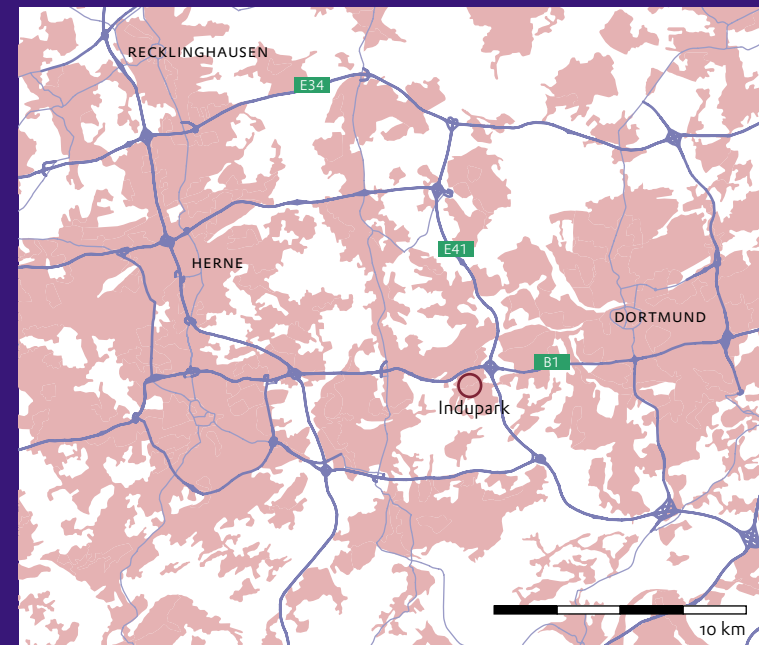 RECKLINGHAUSEN
E34
E41
HERNE
DORTMUND
B1
Indupark
10 km